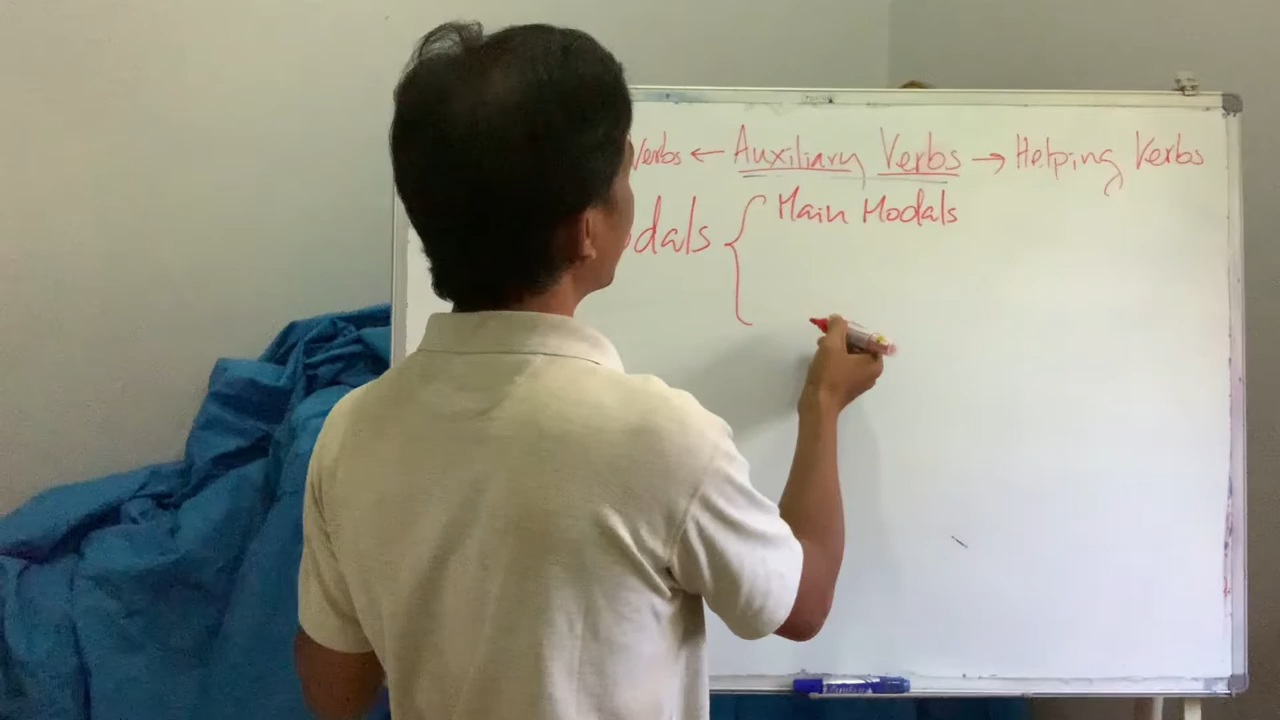 Verbs ← Auxiliary Verbs → Helping Verbs
dals { Main Modals